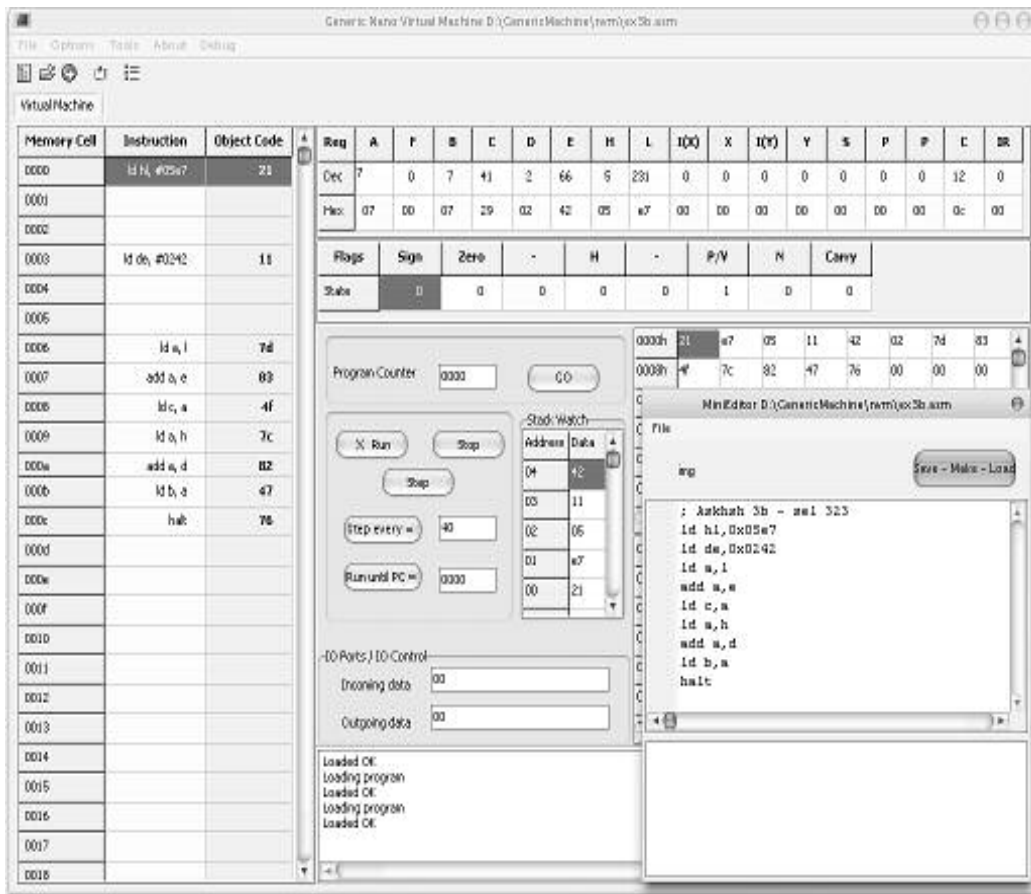 Generic Nano Virtual Machine D:\GenericMachine\rwm\ex3b.asm
File Options Tools About Debug
Virtual Machine
Memory Cell Instruction Object Code
0000 ld hl, #05e7 21
0001
0002
0003 ld de, #0242 11
0004
0005
0006 ld a, l 7d
0007 add a, e 83
0008 ld c, a 4f
0009 ld a, h 7c
000a add a, d 82
000b ld b, a 47
000c halt 76
000d
000e
000f
0010
0011
0012
0013
0014
0015
0016
0017
0018
Reg A F B C D E H L I(X) X I(Y) Y S P P C IR
Dec 7 0 7 41 2 66 5 231 0 0 0 0 0 0 0 12 0
Hex 07 00 07 29 02 42 05 e7 00 00 00 00 00 00 00 0c 00
Flags Sign Zero - H - P/V N Carry
State 0 0 0 0 0 1 0 0
Program Counter 0000 GO
X Run Stop
Step
Step every = 40
Run until PC = 0000
Stack Watch
Address Data
04 42
03 11
02 05
01 e7
00 21
0000h 21 e7 05 11 42 02 7d 83
0008h 4f 7c 82 47 76 00 00 00
IO Ports / IO Control
Incoming data 00
Outgoing data 00
Loaded OK
Loading program
Loaded OK
Loading program
Loaded OK
MiniEditor D:\GenericMachine\rwm\ex3b.asm
File
img
Save - Make - Load
; Askhsh 3b - sel 323
ld hl,0x05e7
ld de,0x0242
ld a,l
add a,e
ld c,a
ld a,h
add a,d
ld b,a
halt